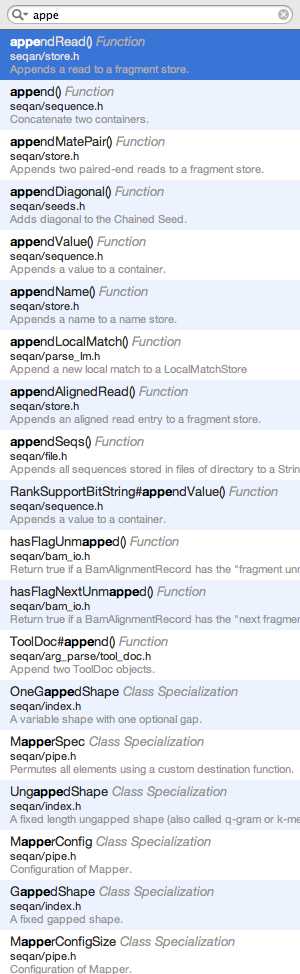 appe
appendRead() Function
seqan/store.h
Appends a read to a fragment store.
append() Function
seqan/sequence.h
Concatenate two containers.
appendMatePair() Function
seqan/store.h
Appends two paired-end reads to a fragment store.
appendDiagonal() Function
seqan/seeds.h
Adds diagonal to the Chained Seed.
appendValue() Function
seqan/sequence.h
Appends a value to a container.
appendName() Function
seqan/store.h
Appends a name to a name store.
appendLocalMatch() Function
seqan/parse_lm.h
Append a new local match to a LocalMatchStore
appendAlignedRead() Function
seqan/store.h
Appends an aligned read entry to a fragment store.
appendSeqs() Function
seqan/file.h
Appends all sequences stored in files of directory to a Strin
RankSupportBitString#appendValue() Function
seqan/sequence.h
Appends a value to a container.
hasFlagUnmapped() Function
seqan/bam_io.h
Return true if a BamAlignmentRecord has the "fragment unm
hasFlagNextUnmapped() Function
seqan/bam_io.h
Return true if a BamAlignmentRecord has the "next fragmen
ToolDoc#append() Function
seqan/arg_parse/tool_doc.h
Append two ToolDoc objects.
OneGappedShape Class Specialization
seqan/index.h
A variable shape with one optional gap.
MapperSpec Class Specialization
seqan/pipe.h
Permutes all elements using a custom destination function.
UngappedShape Class Specialization
seqan/index.h
A fixed length ungapped shape (also called q-gram or k-me
MapperConfig Class Specialization
seqan/pipe.h
Configuration of Mapper.
GappedShape Class Specialization
seqan/index.h
A fixed gapped shape.
MapperConfigSize Class Specialization
seqan/pipe.h
Configuration of Mapper.